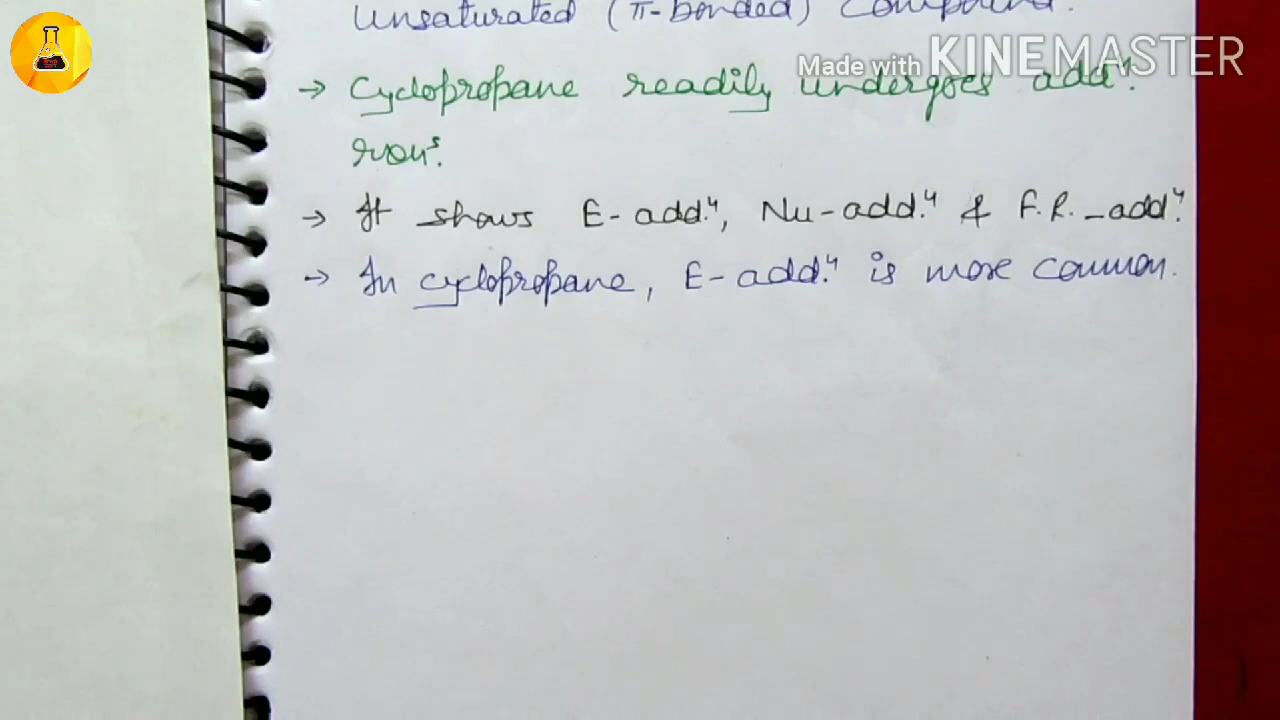 Unsaturated (π-bonded) Compound.
Made with KINEMASTER
→ Cyclopropane readily undergoes addⁿ.
rxnˢ.
→ It shows E-addⁿ, Nu-addⁿ & F.R.-addⁿ.
→ In cyclopropane, E-addⁿ is more common.